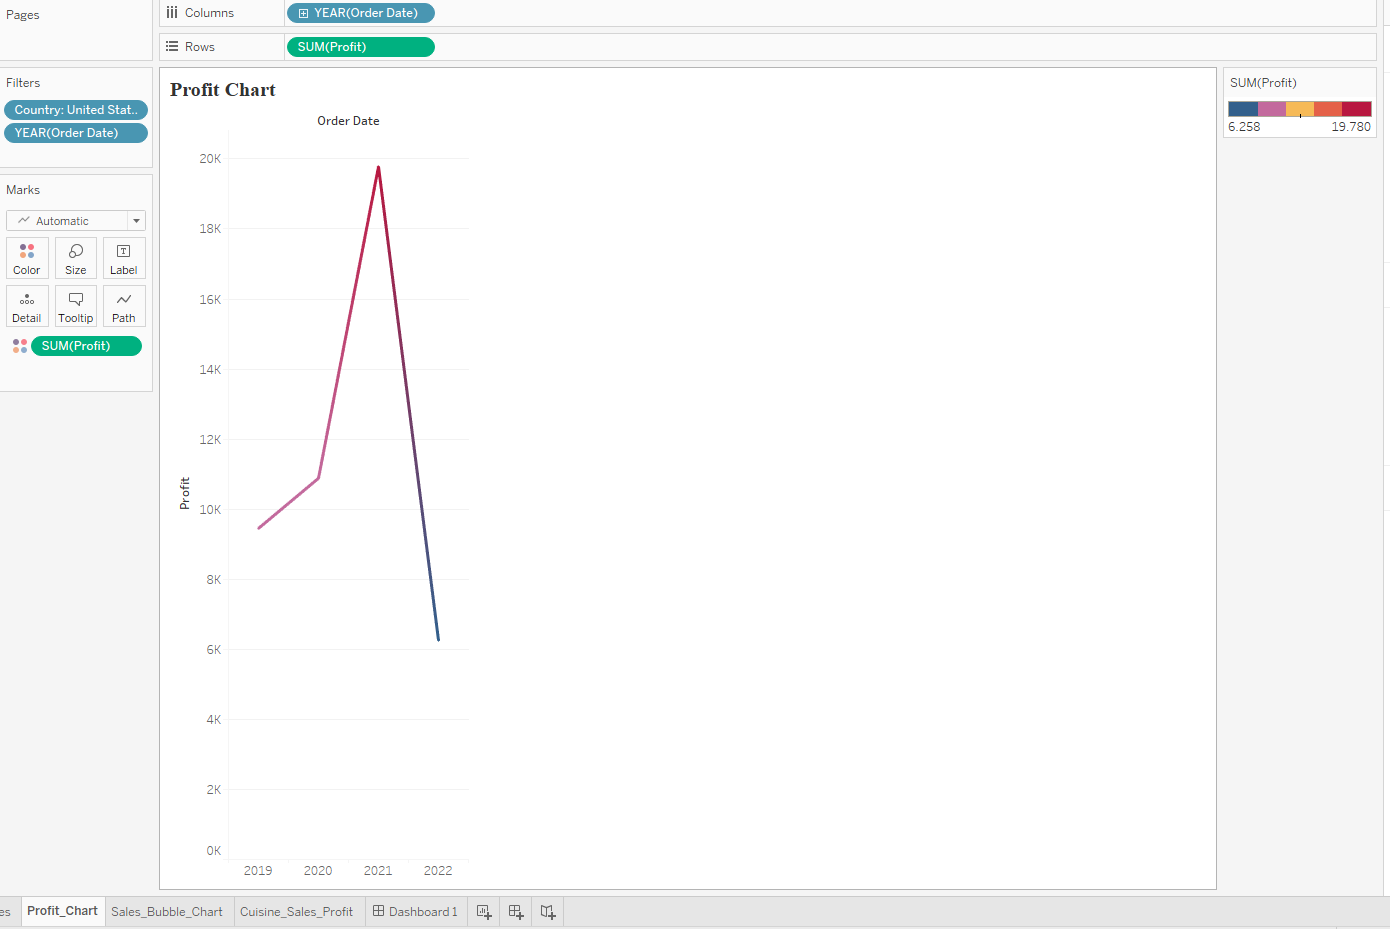 Pages
Columns
YEAR(Order Date)
Rows
SUM(Profit)
Filters
Country: United Stat..
YEAR(Order Date)
Marks
Automatic
Color
Size
Label
Detail
Tooltip
Path
SUM(Profit)
Profit Chart
Order Date
20K
18K
16K
14K
12K
10K
8K
6K
4K
2K
0K
Profit
2019
2020
2021
2022
SUM(Profit)
6.258
19.780
es
Profit_Chart
Sales_Bubble_Chart
Cuisine_Sales_Profit
Dashboard 1